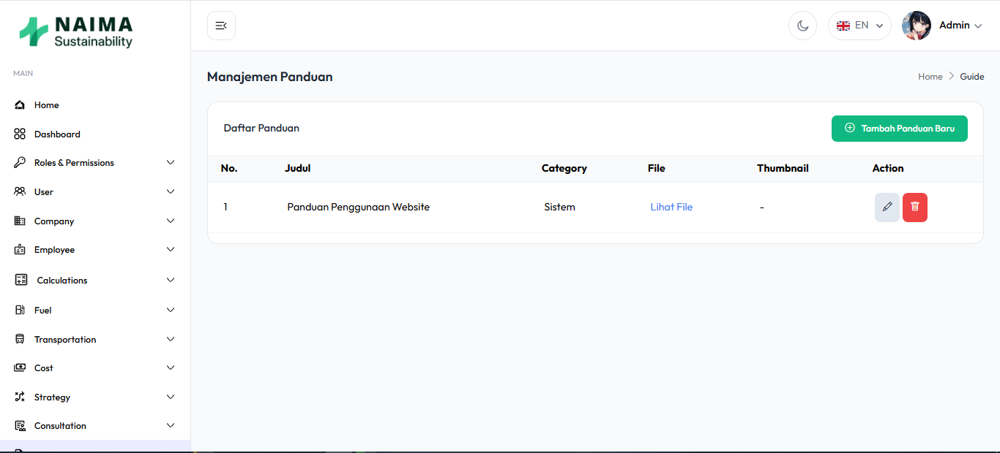 NAIMA
Sustainability
MAIN
Home
Dashboard
Roles & Permissions
User
Company
Employee
Calculations
Fuel
Transportation
Cost
Strategy
Consultation
EN
Admin
Manajemen Panduan
Home > Guide
Daftar Panduan
Tambah Panduan Baru
No. Judul Category File Thumbnail Action
1 Panduan Penggunaan Website Sistem Lihat File -